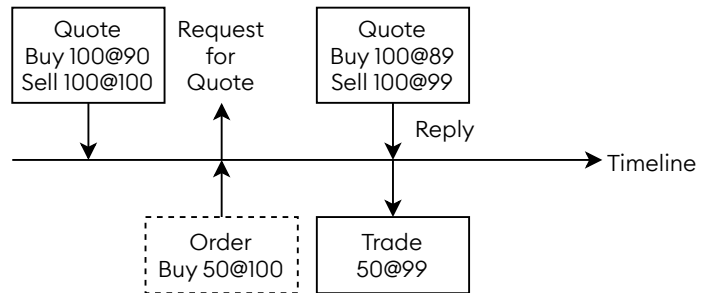 Quote
Buy 100@90
Sell 100@100
Request
for
Quote
Quote
Buy 100@89
Sell 100@99
Reply
Timeline
Order
Buy 50@100
Trade
50@99